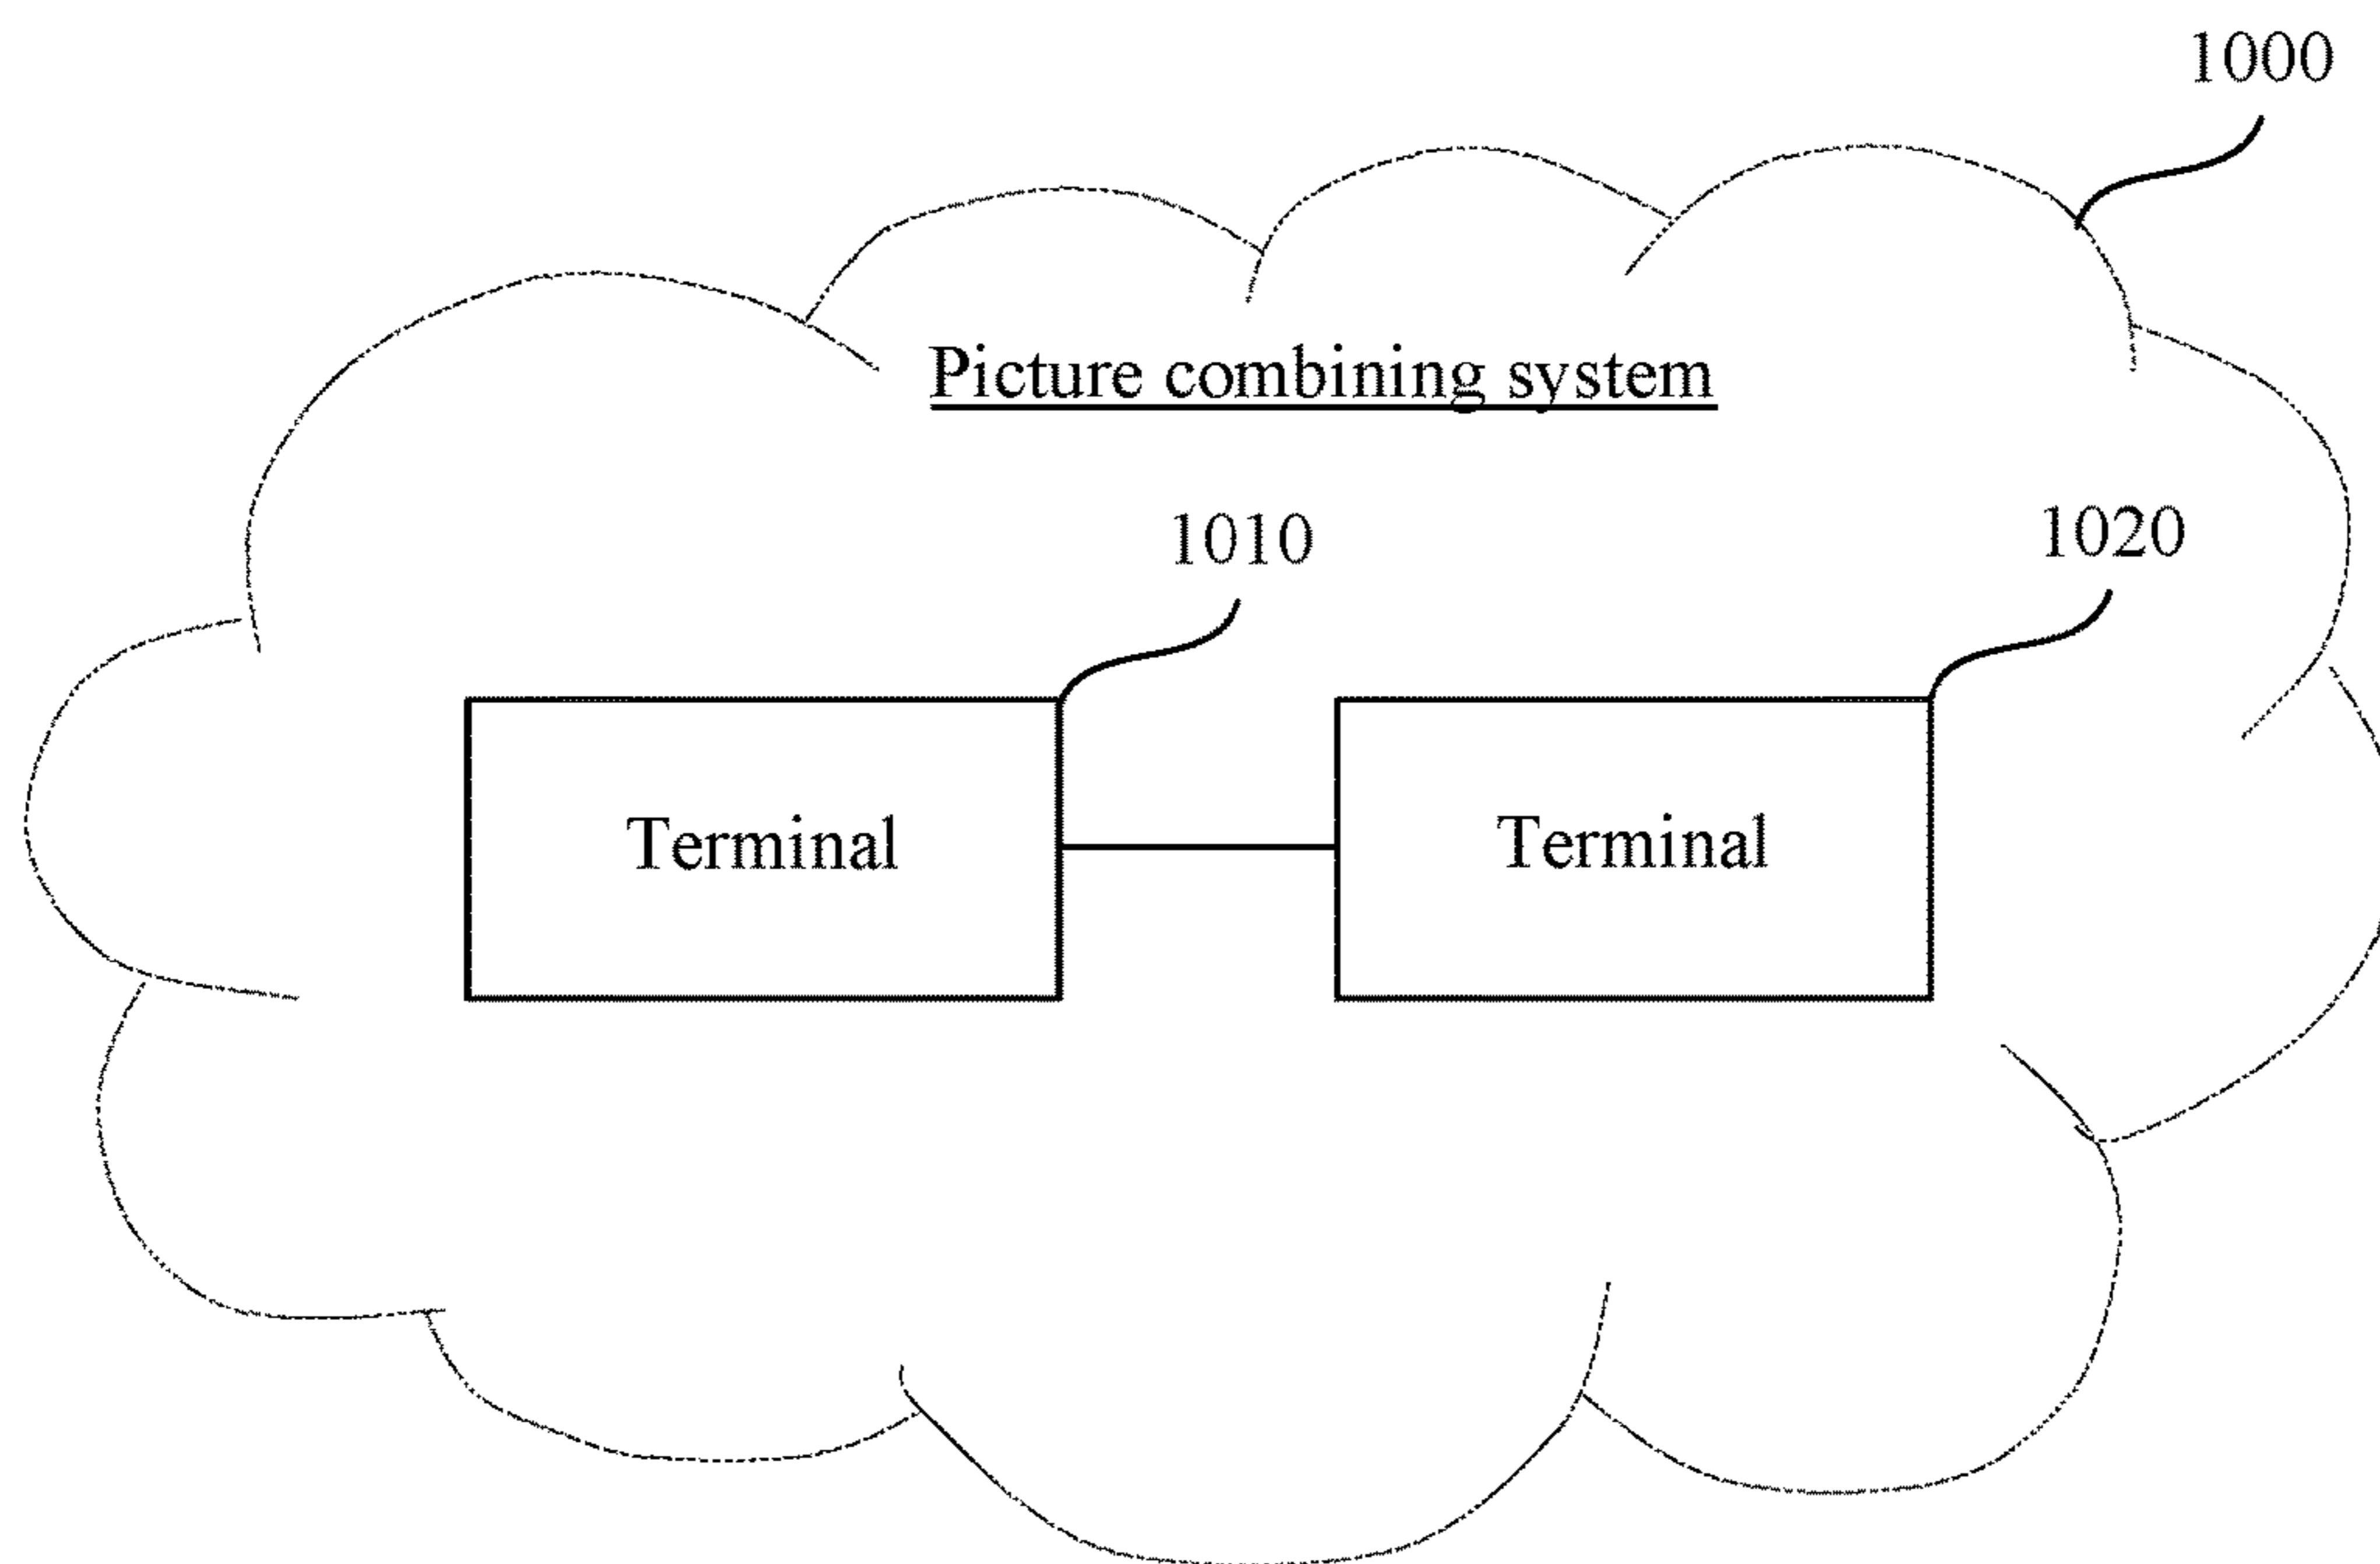 1000
Picture combining system
1010
1020
Terminal
Terminal